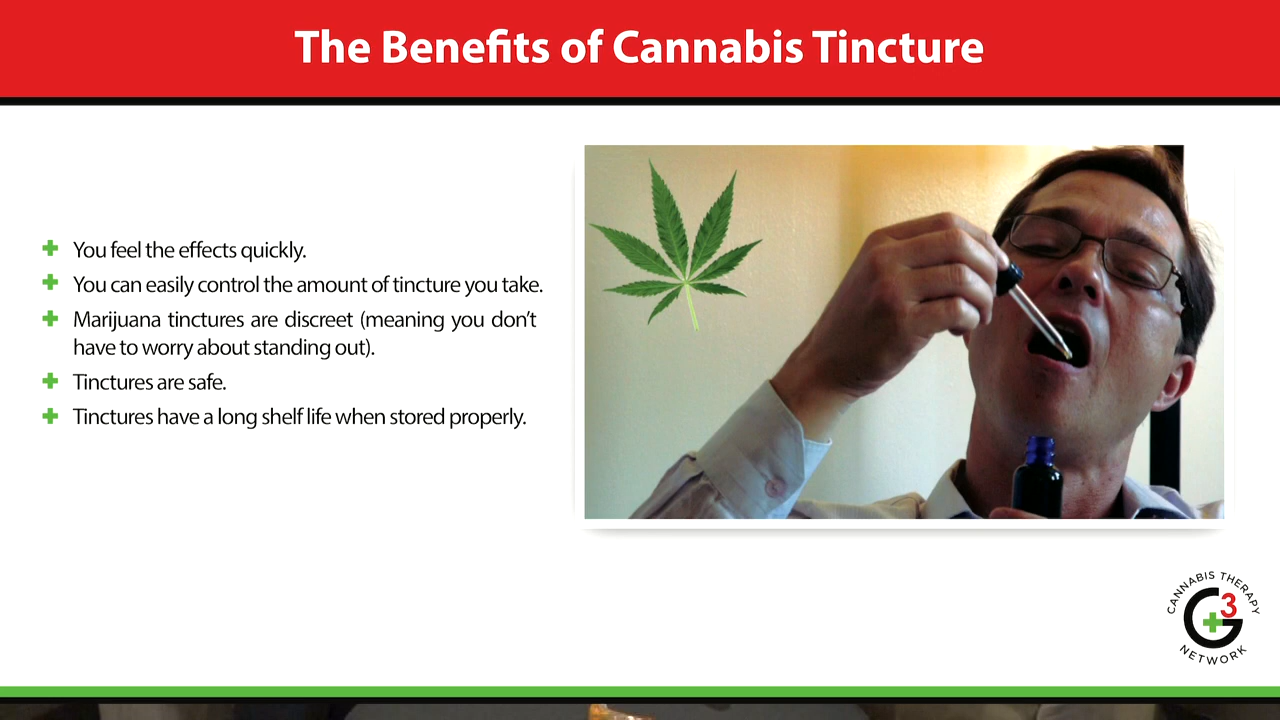 The Benefits of Cannabis Tincture
You feel the effects quickly.
You can easily control the amount of tincture you take.
Marijuana tinctures are discreet (meaning you don't
have to worry about standing out).
Tinctures are safe.
Tinctures have a long shelf life when stored properly.
CANNABIS THERAPY
G3
NETWORK